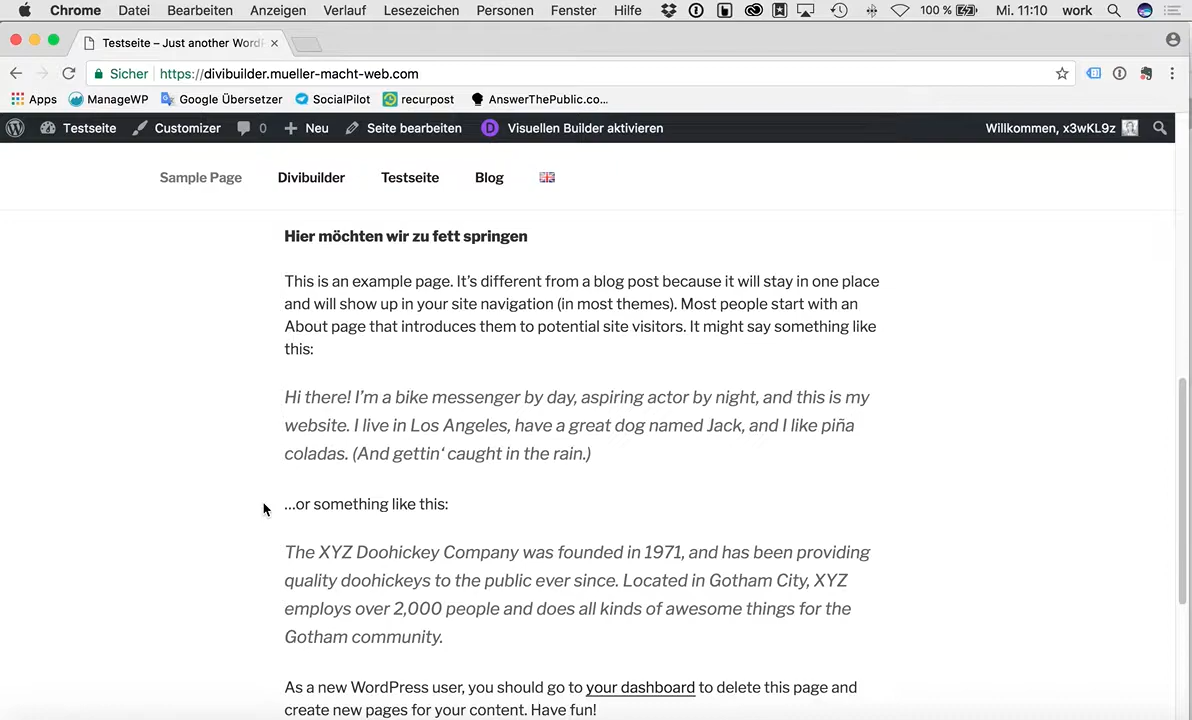 Chrome Datei Bearbeiten Anzeigen Verlauf Lesezeichen Personen Fenster Hilfe 100 % Mi. 11:10 work
Testseite – Just another WordP
Sicher https://divibuilder.mueller-macht-web.com
Apps ManageWP Google Übersetzer SocialPilot recurpost AnswerThePublic.co...
Testseite Customizer 0 Neu Seite bearbeiten D Visuellen Builder aktivieren Willkommen, x3wKL9z
Sample Page Divibuilder Testseite Blog
Hier möchten wir zu fett springen
This is an example page. It’s different from a blog post because it will stay in one place
and will show up in your site navigation (in most themes). Most people start with an
About page that introduces them to potential site visitors. It might say something like
this:
Hi there! I’m a bike messenger by day, aspiring actor by night, and this is my
website. I live in Los Angeles, have a great dog named Jack, and I like piña
coladas. (And gettin‘ caught in the rain.)
…or something like this:
The XYZ Doohickey Company was founded in 1971, and has been providing
quality doohickeys to the public ever since. Located in Gotham City, XYZ
employs over 2,000 people and does all kinds of awesome things for the
Gotham community.
As a new WordPress user, you should go to your dashboard to delete this page and
create new pages for your content. Have fun!